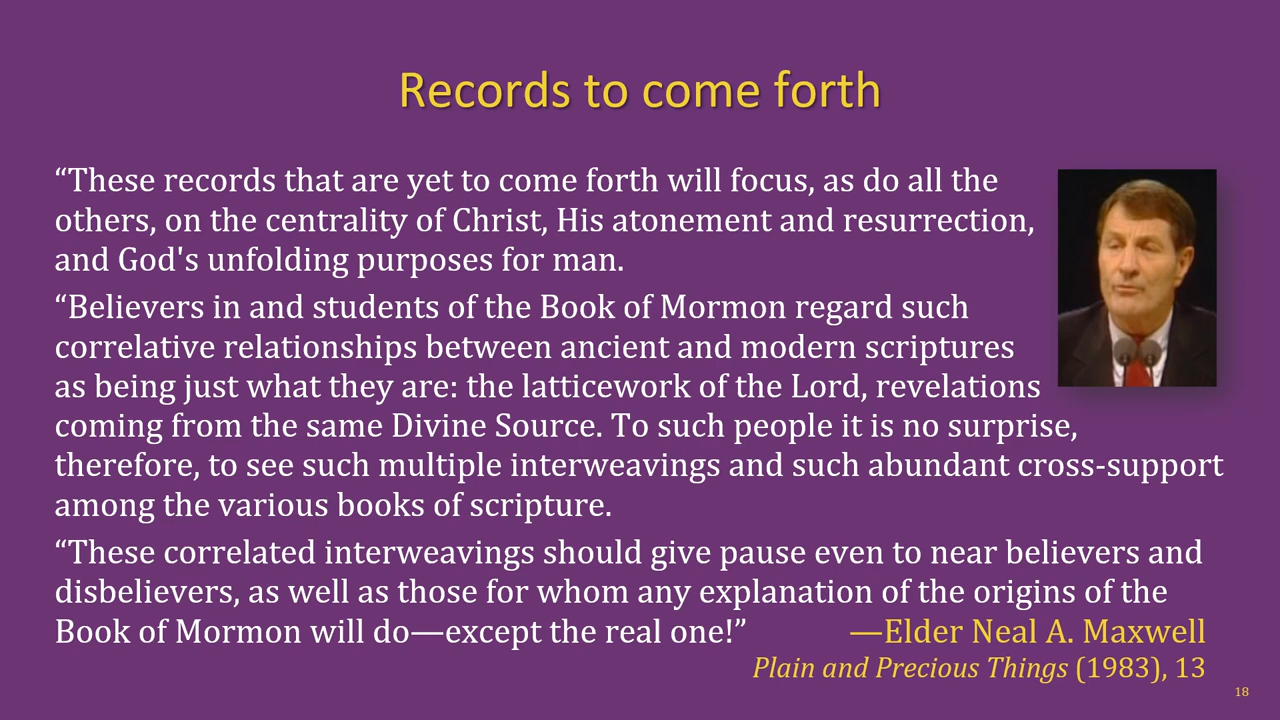 Records to come forth
“These records that are yet to come forth will focus, as do all the
others, on the centrality of Christ, His atonement and resurrection,
and God's unfolding purposes for man.
“Believers in and students of the Book of Mormon regard such
correlative relationships between ancient and modern scriptures
as being just what they are: the latticework of the Lord, revelations
coming from the same Divine Source. To such people it is no surprise,
therefore, to see such multiple interweavings and such abundant cross-support
among the various books of scripture.
“These correlated interweavings should give pause even to near believers and
disbelievers, as well as those for whom any explanation of the origins of the
Book of Mormon will do—except the real one!” —Elder Neal A. Maxwell
Plain and Precious Things (1983), 13
18